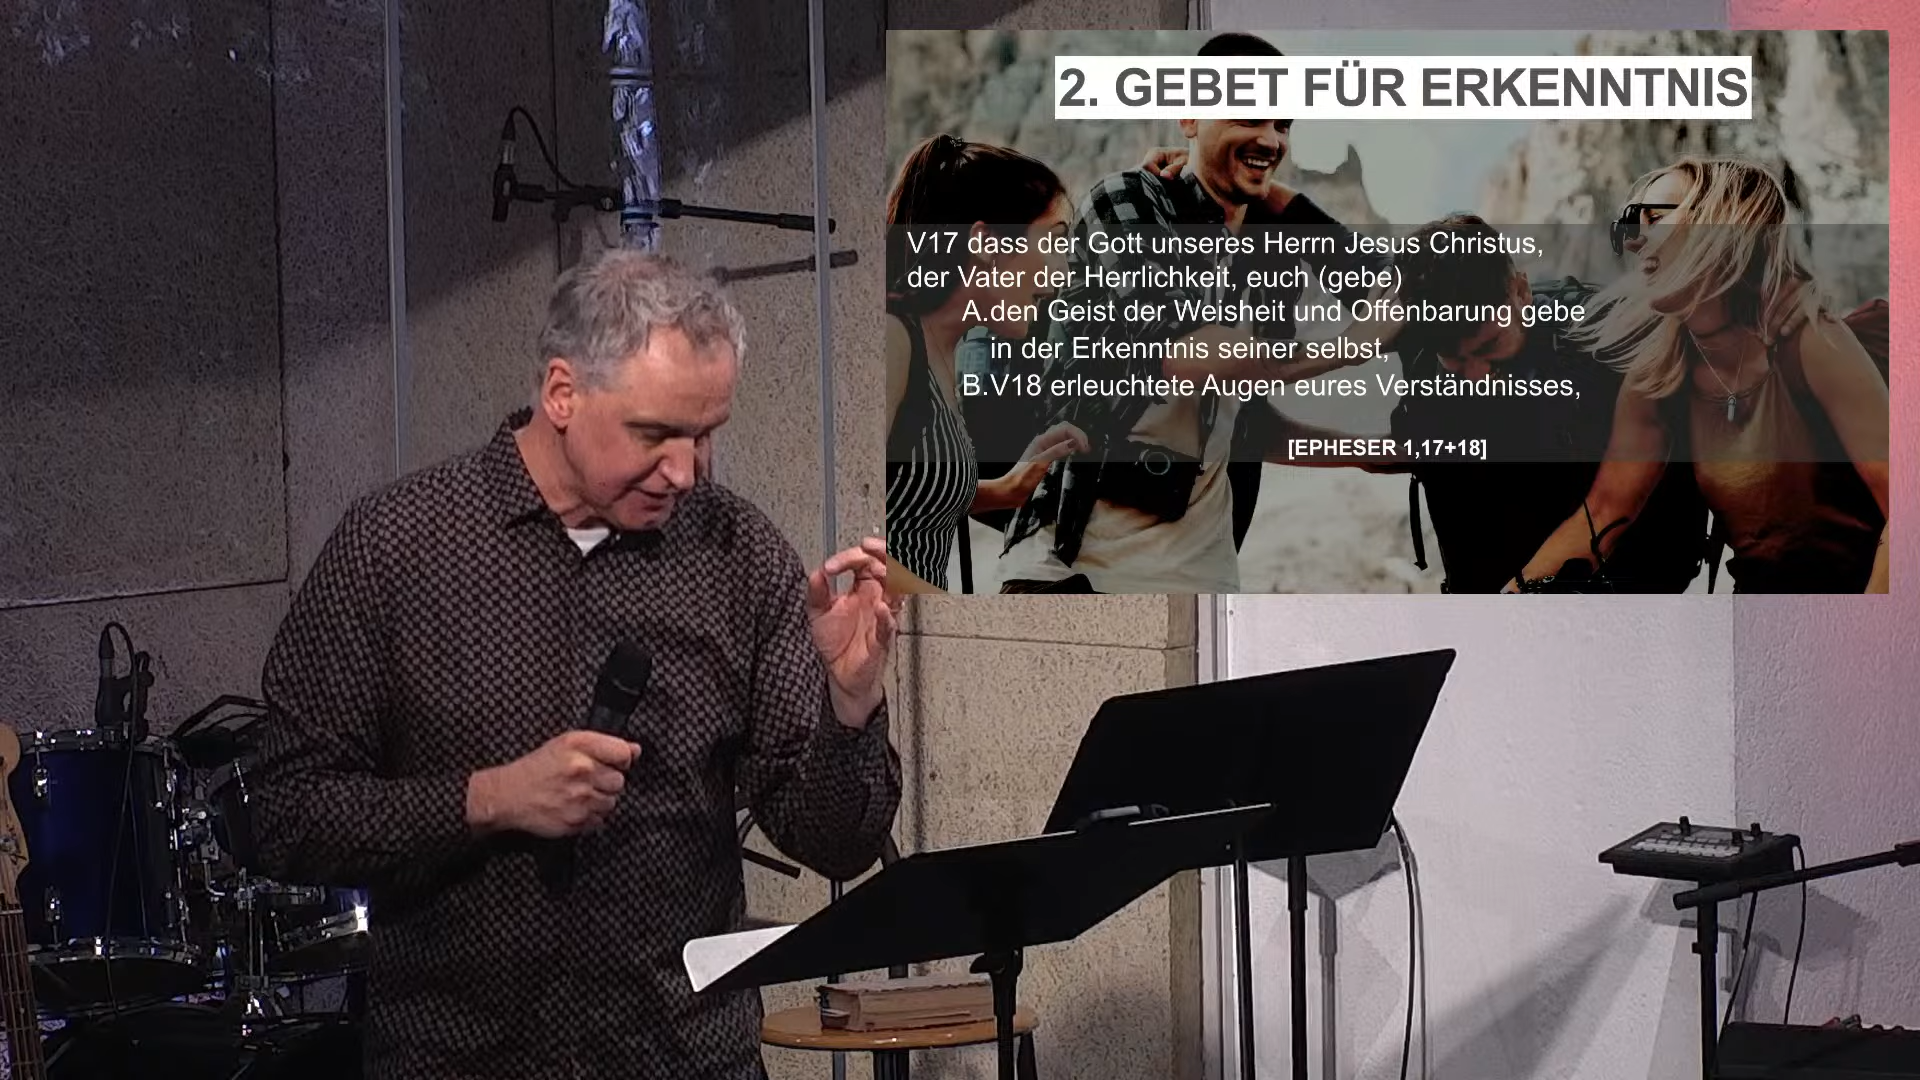 2. GEBET FÜR ERKENNTNIS
V17 dass der Gott unseres Herrn Jesus Christus,
der Vater der Herrlichkeit, euch (gebe)
A.den Geist der Weisheit und Offenbarung gebe
in der Erkenntnis seiner selbst,
B.V18 erleuchtete Augen eures Verständnisses,
[EPHESER 1,17+18]